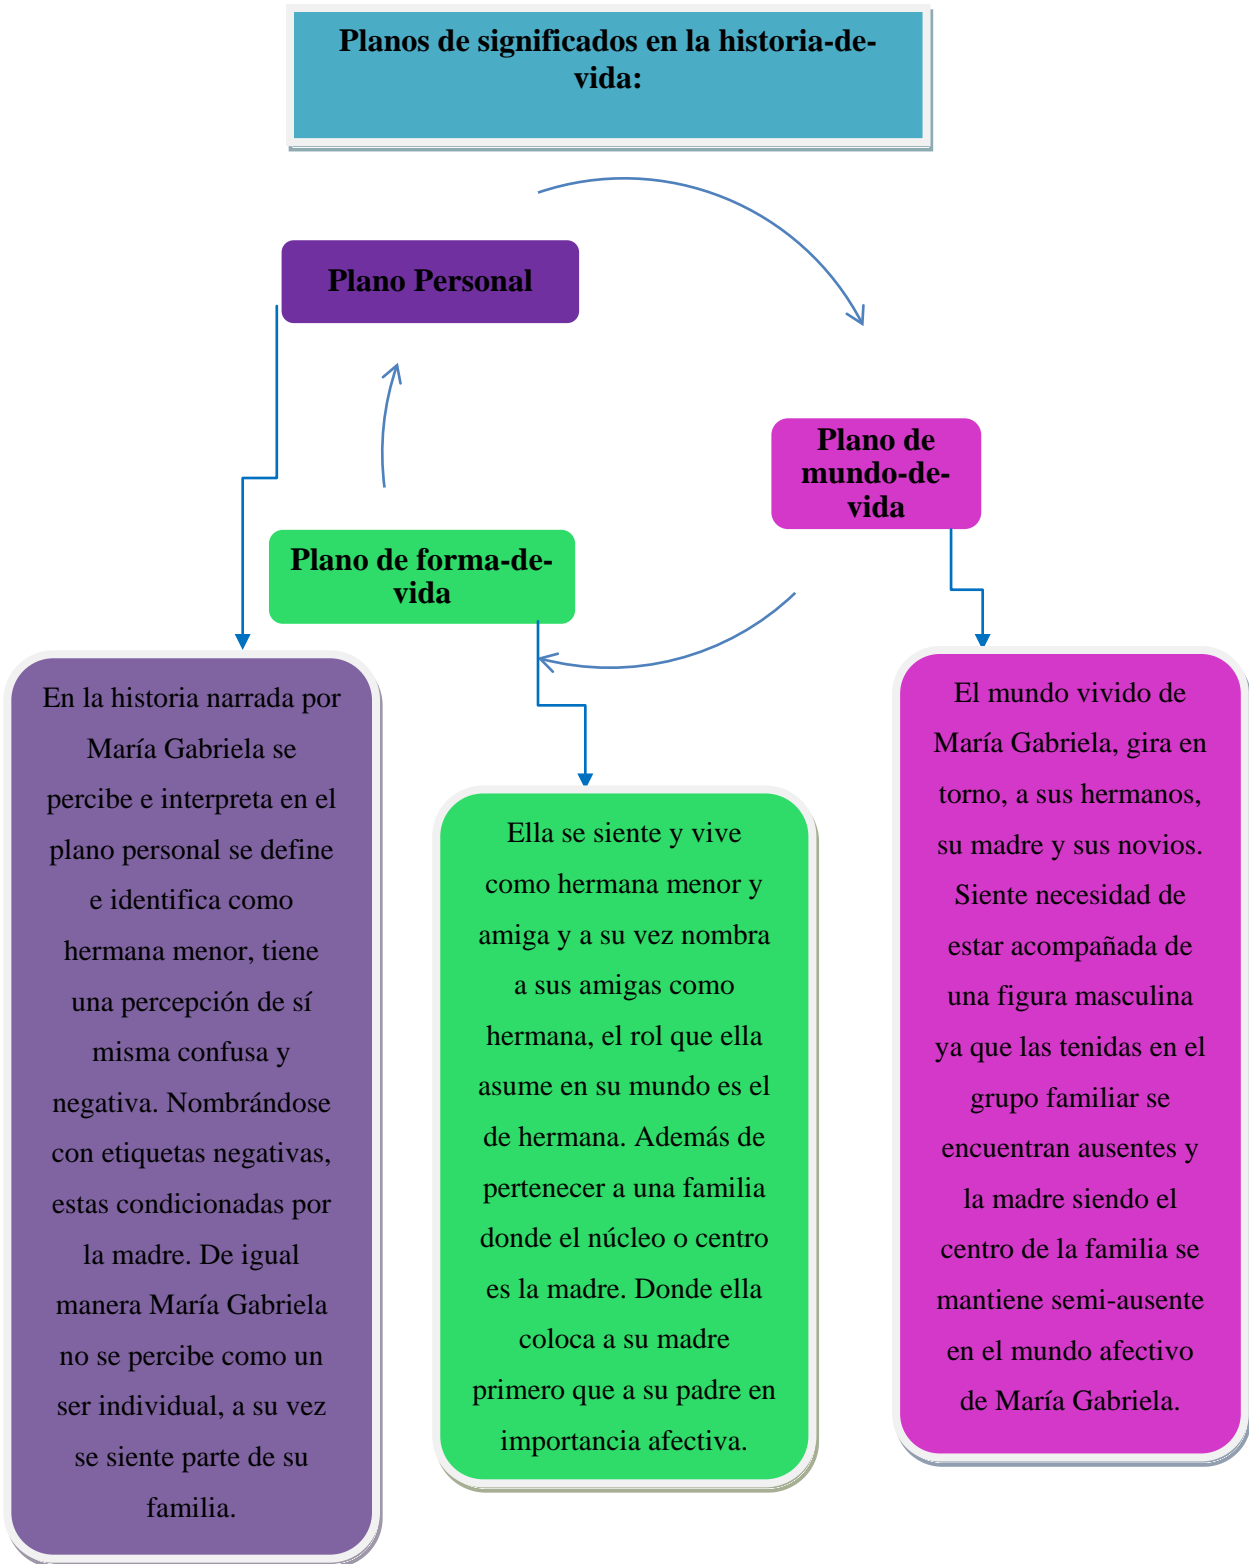 Planos de significados en la historia-de-
vida:
Plano Personal
Plano de
mundo-de-
vida
Plano de forma-de-
vida
En la historia narrada por
María Gabriela se
percibe e interpreta en el
plano personal se define
e identifica como
hermana menor, tiene
una percepción de sí
misma confusa y
negativa. Nombrándose
con etiquetas negativas,
estas condicionadas por
la madre. De igual
manera María Gabriela
no se percibe como un
ser individual, a su vez
se siente parte de su
familia.
Ella se siente y vive
como hermana menor y
amiga y a su vez nombra
a sus amigas como
hermana, el rol que ella
asume en su mundo es el
de hermana. Además de
pertenecer a una familia
donde el núcleo o centro
es la madre. Donde ella
coloca a su madre
primero que a su padre en
importancia afectiva.
El mundo vivido de
María Gabriela, gira en
torno, a sus hermanos,
su madre y sus novios.
Siente necesidad de
estar acompañada de
una figura masculina
ya que las tenidas en el
grupo familiar se
encuentran ausentes y
la madre siendo el
centro de la familia se
mantiene semi-ausente
en el mundo afectivo
de María Gabriela.